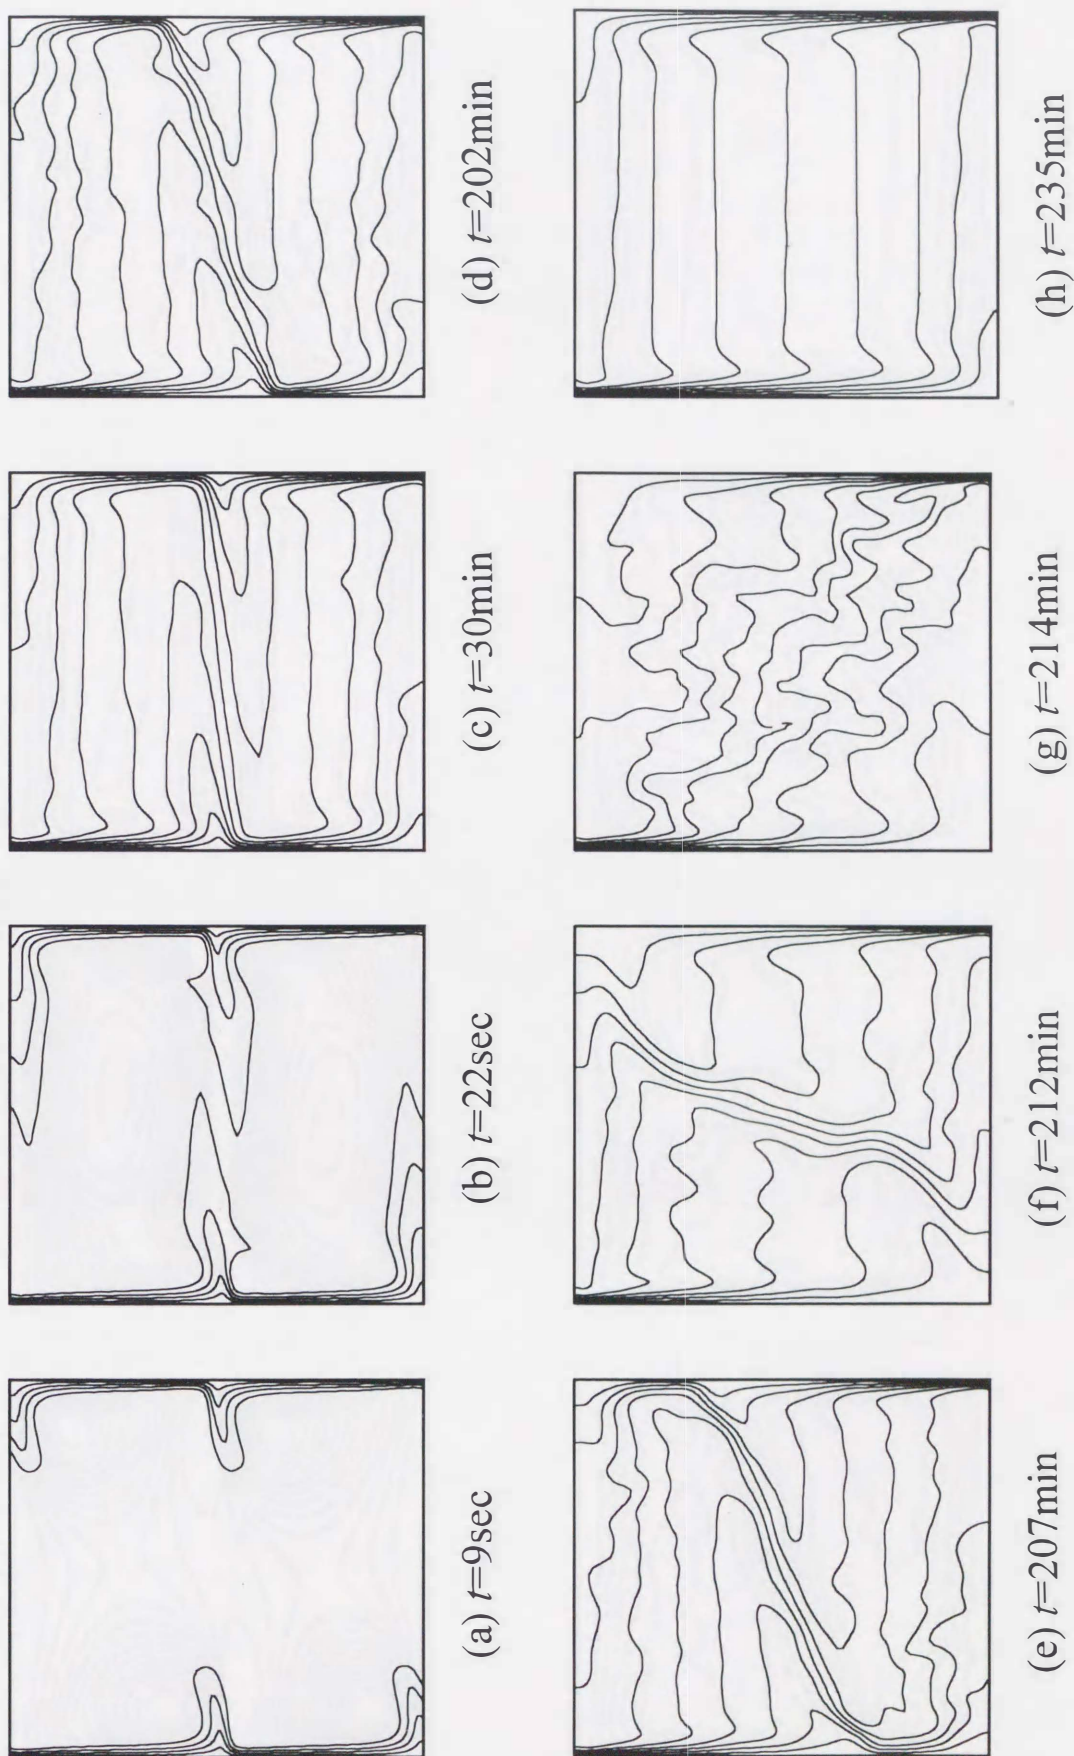 (a) t=9sec
(b) t=22sec
(c) t=30min
(d) t=202min
(e) t=207min
(f) t=212min
(g) t=214min
(h) t=235min